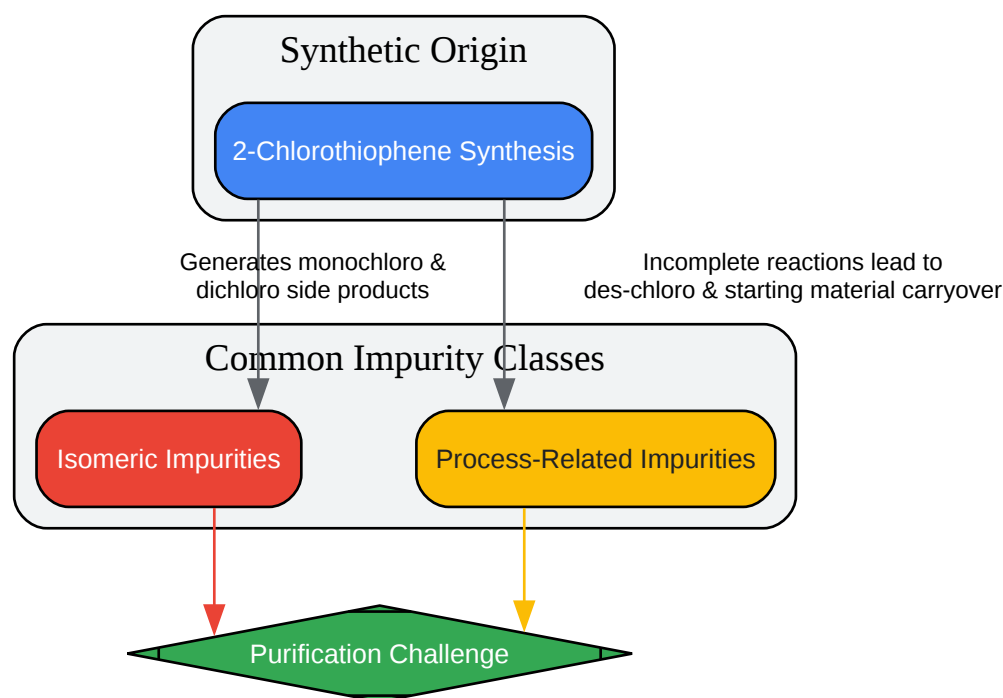 Synthetic Origin
2-Chlorothiophene Synthesis
Generates monochloro &
dichloro side products
Incomplete reactions lead to
des-chloro & starting material carryover
Common Impurity Classes
Isomeric Impurities
Process-Related Impurities
Purification Challenge